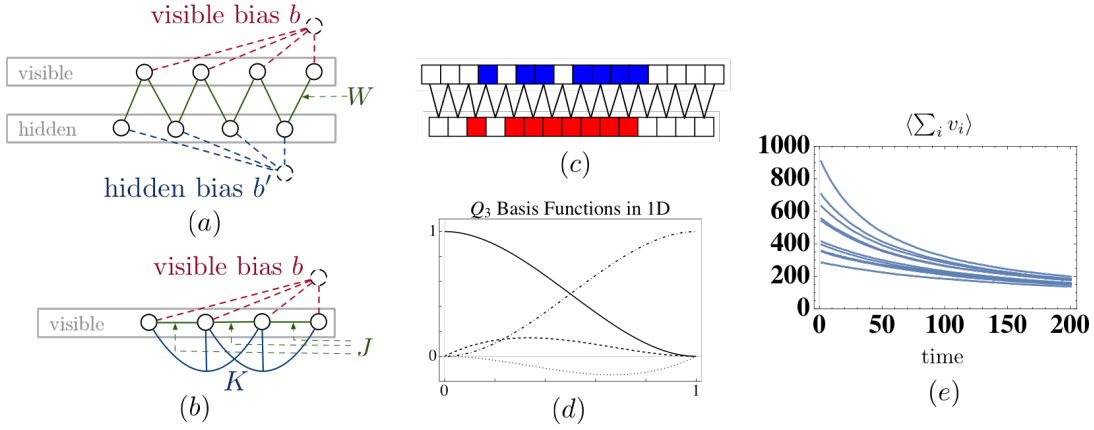 visible bias b
visible
W
hidden
hidden bias b′
(a)
visible bias b
visible
J
K
(b)
(c)
Q₃ Basis Functions in 1D
1
0
0
1
(d)
⟨∑ᵢ vᵢ⟩
1000
800
600
400
200
0
0 50 100 150 200
time
(e)